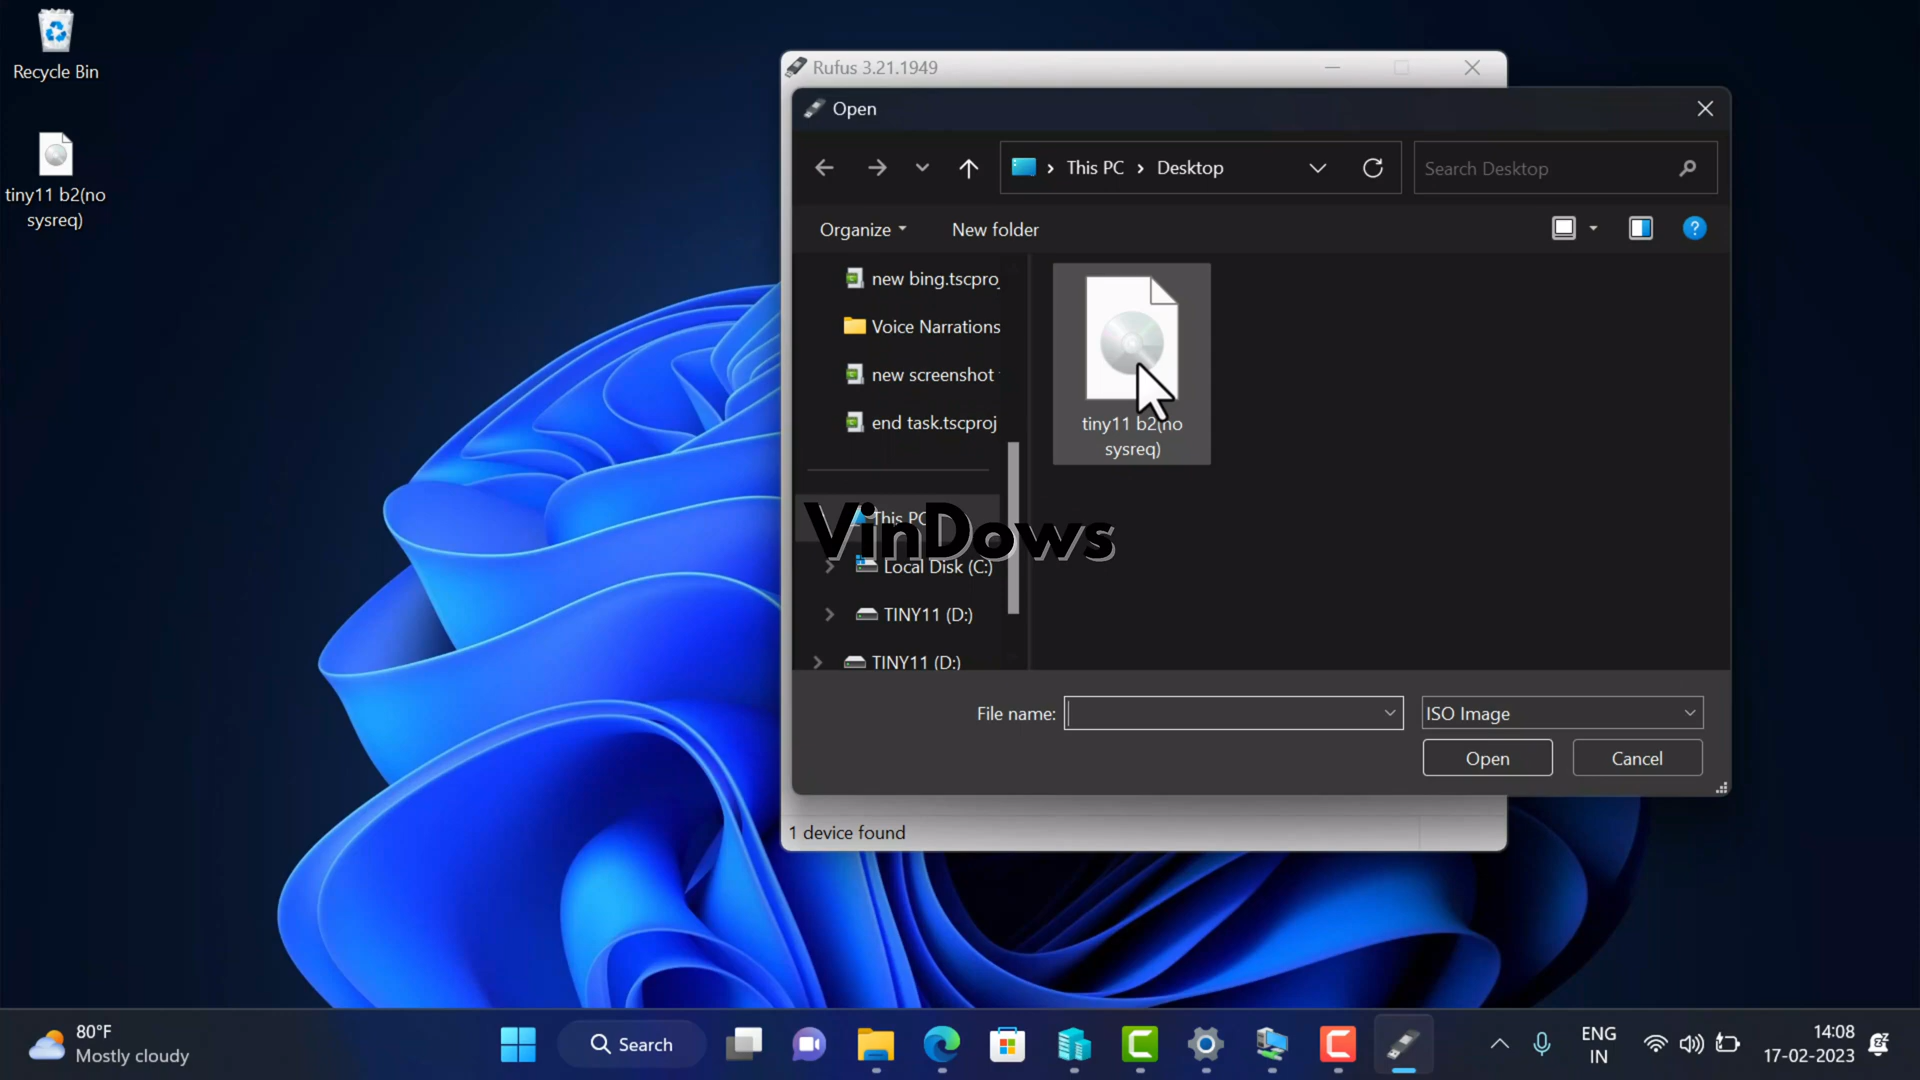 Recycle Bin
tiny11 b2(no
sysreq)
Rufus 3.21.1949
Open
This PC
Desktop
Search Desktop
Organize
New folder
new bing.tscproj
Voice Narrations
new screenshot
end task.tscproj
This PC
VinDows
Local Disk (C:)
TINY11 (D:)
TINY11 (D:)
tiny11 b2(no
sysreq)
File name:
ISO Image
Open
Cancel
1 device found
80°F
Mostly cloudy
Search
ENG
IN
14:08
17-02-2023